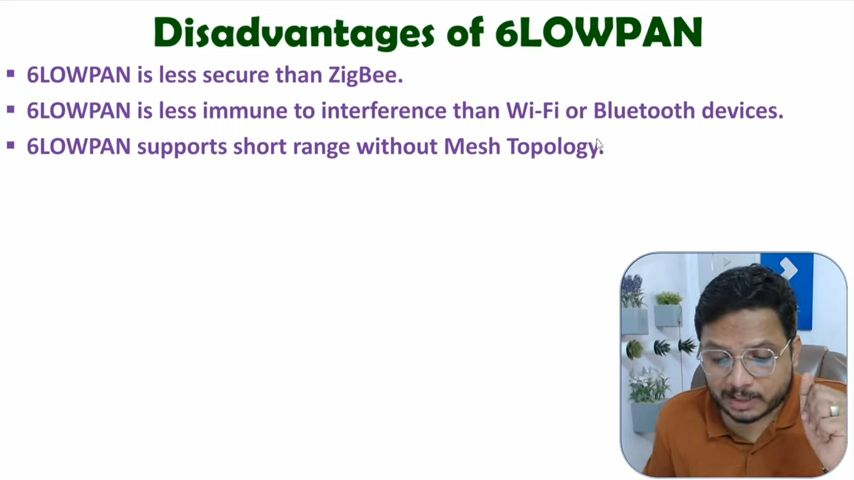 Disadvantages of 6LOWPAN
▪ 6LOWPAN is less secure than ZigBee.
▪ 6LOWPAN is less immune to interference than Wi-Fi or Bluetooth devices.
▪ 6LOWPAN supports short range without Mesh Topology.